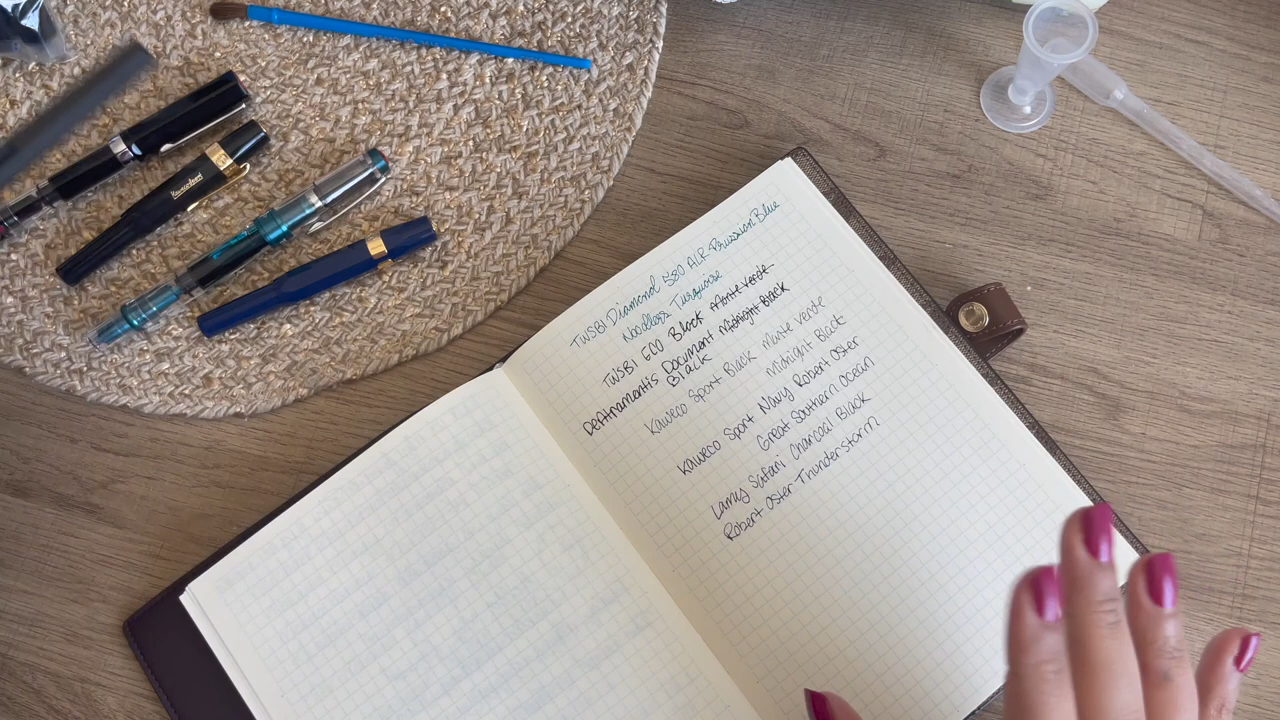 TWSBI Diamond 580 ALR Prussian Blue
Noodlers Turquoise
TWSBI ECO Black Monte Verde
DeAtramentis Document Midnight Black
Black
Kaweco Sport Black Monte Verde
Midnight Black
Kaweco Sport Navy Robert Oster
Great Southern Ocean
Lamy Safari Charcoal Black
Robert Oster Thunderstorm